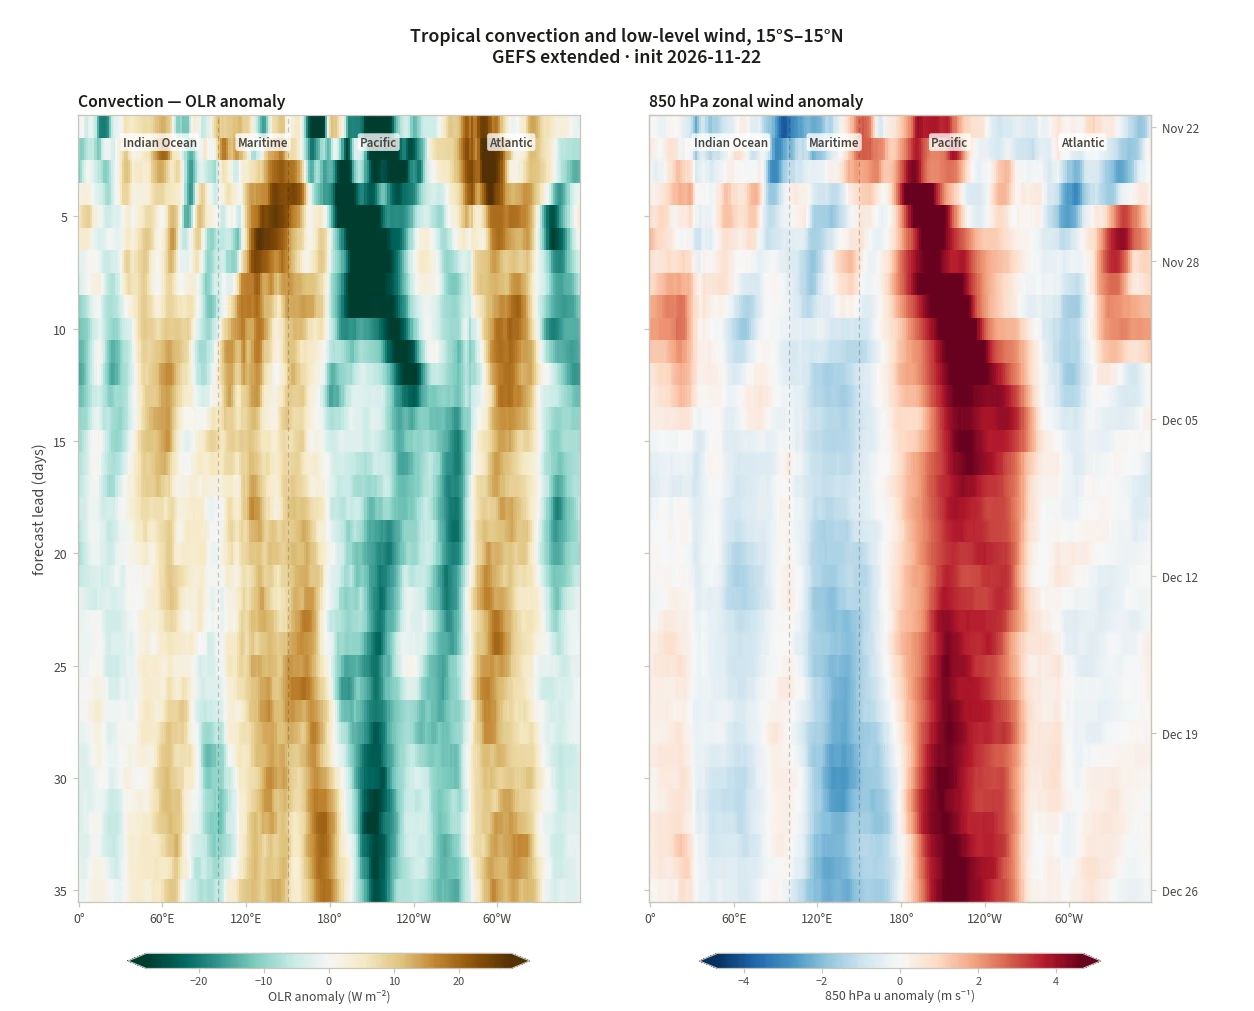 Tropical convection and low-level wind, 15°S–15°N
GEFS extended · init 2026-11-22
Convection — OLR anomaly
850 hPa zonal wind anomaly
Indian Ocean
Maritime
Pacific
Atlantic
Indian Ocean
Maritime
Pacific
Atlantic
forecast lead (days)
5
10
15
20
25
30
35
Nov 22
Nov 28
Dec 05
Dec 12
Dec 19
Dec 26
0° 60°E 120°E 180° 120°W 60°W
0° 60°E 120°E 180° 120°W 60°W
−20 −10 0 10 20
OLR anomaly (W m⁻²)
−4 −2 0 2 4
850 hPa u anomaly (m s⁻¹)